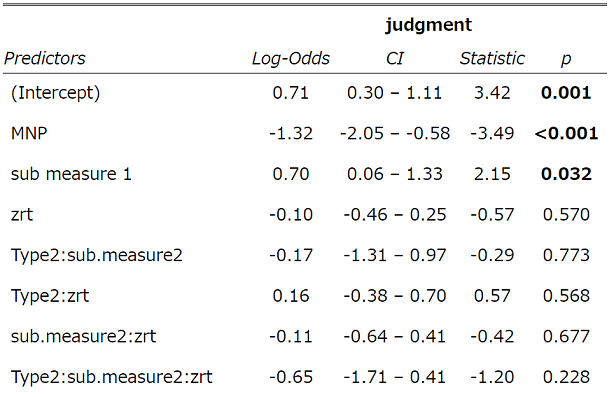 judgment
Predictors Log-Odds CI Statistic p
(Intercept) 0.71 0.30 – 1.11 3.42 0.001
MNP -1.32 -2.05 – -0.58 -3.49 <0.001
sub measure 1 0.70 0.06 – 1.33 2.15 0.032
zrt -0.10 -0.46 – 0.25 -0.57 0.570
Type2:sub.measure2 -0.17 -1.31 – 0.97 -0.29 0.773
Type2:zrt 0.16 -0.38 – 0.70 0.57 0.568
sub.measure2:zrt -0.11 -0.64 – 0.41 -0.42 0.677
Type2:sub.measure2:zrt -0.65 -1.71 – 0.41 -1.20 0.228